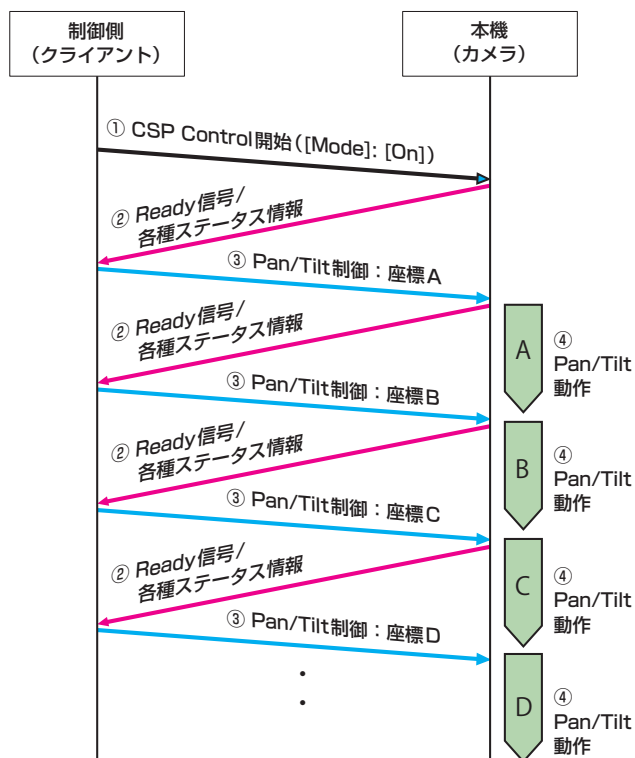 制御側
（クライアント）
本機
（カメラ）
① CSP Control開始（[Mode]: [On]）
② Ready信号/
各種ステータス情報
③ Pan/Tilt制御：座標A
② Ready信号/
各種ステータス情報
A
④
Pan/Tilt
動作
③ Pan/Tilt制御：座標B
② Ready信号/
各種ステータス情報
B
④
Pan/Tilt
動作
③ Pan/Tilt制御：座標C
② Ready信号/
各種ステータス情報
C
④
Pan/Tilt
動作
③ Pan/Tilt制御：座標D
D
④
Pan/Tilt
動作